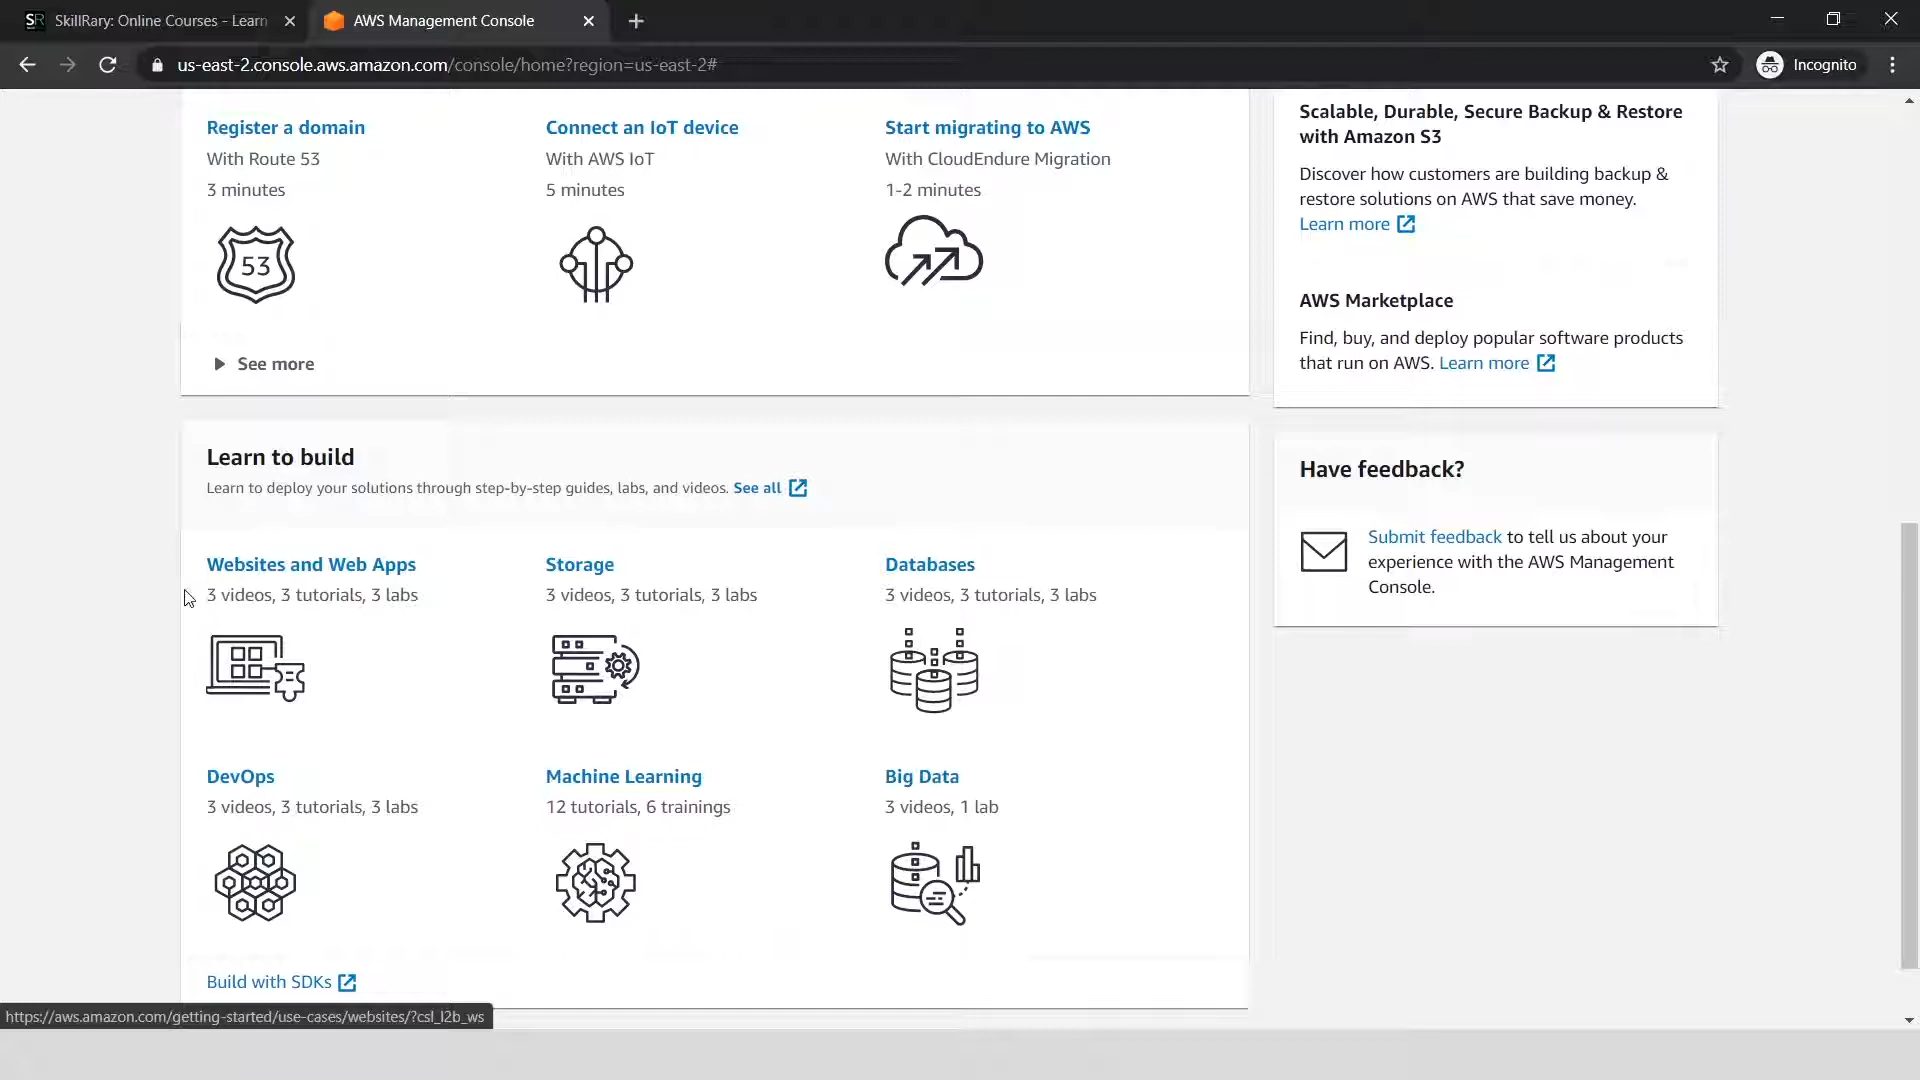 SkillRary: Online Courses - Learn
AWS Management Console
us-east-2.console.aws.amazon.com/console/home?region=us-east-2#
Incognito
Register a domain
With Route 53
3 minutes
53
Connect an IoT device
With AWS IoT
5 minutes
Start migrating to AWS
With CloudEndure Migration
1-2 minutes
See more
Scalable, Durable, Secure Backup & Restore
with Amazon S3
Discover how customers are building backup &
restore solutions on AWS that save money.
Learn more
AWS Marketplace
Find, buy, and deploy popular software products
that run on AWS. Learn more
Learn to build
Learn to deploy your solutions through step-by-step guides, labs, and videos. See all
Websites and Web Apps
3 videos, 3 tutorials, 3 labs
Storage
3 videos, 3 tutorials, 3 labs
Databases
3 videos, 3 tutorials, 3 labs
DevOps
3 videos, 3 tutorials, 3 labs
Machine Learning
12 tutorials, 6 trainings
Big Data
3 videos, 1 lab
Build with SDKs
Have feedback?
Submit feedback to tell us about your
experience with the AWS Management
Console.
https://aws.amazon.com/getting-started/use-cases/websites/?csl_l2b_ws